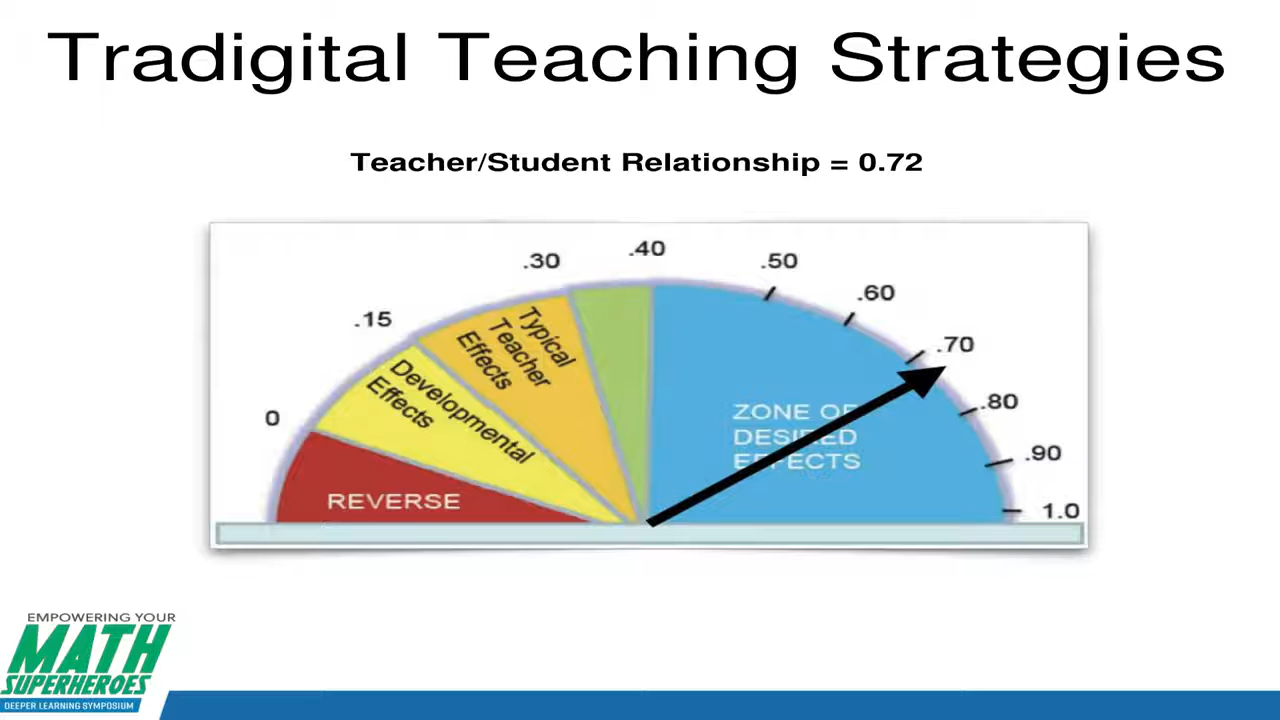 Tradigital Teaching Strategies
Teacher/Student Relationship = 0.72
.40
.30
.50
.60
.15
.70
.80
0
.90
1.0
Typical
Teacher
Effects
Developmental
Effects
REVERSE
ZONE OF
DESIRED
EFFECTS
EMPOWERING YOUR
MATH
SUPERHEROES
DEEPER LEARNING SYMPOSIUM